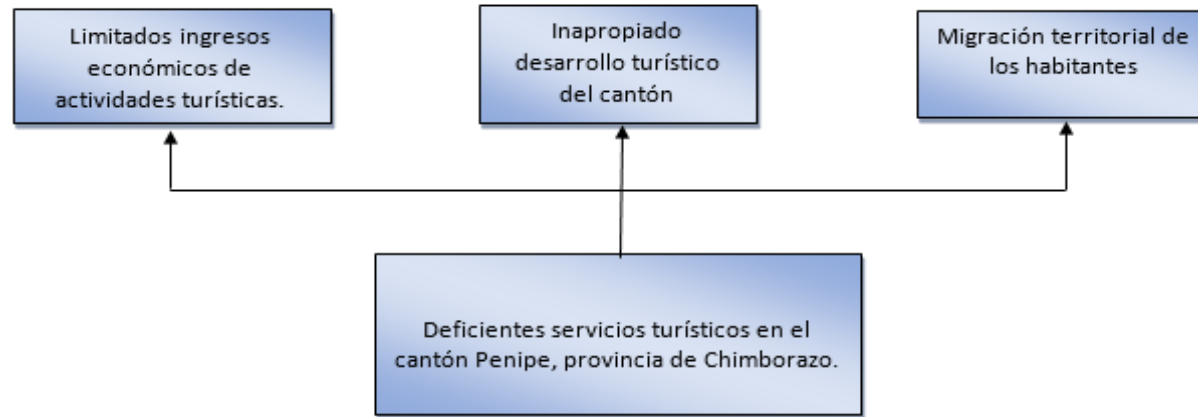 Limitados ingresos
económicos de
actividades turísticas.
Inapropiado
desarrollo turístico
del cantón
Migración territorial de
los habitantes
Deficientes servicios turísticos en el
cantón Penipe, provincia de Chimborazo.